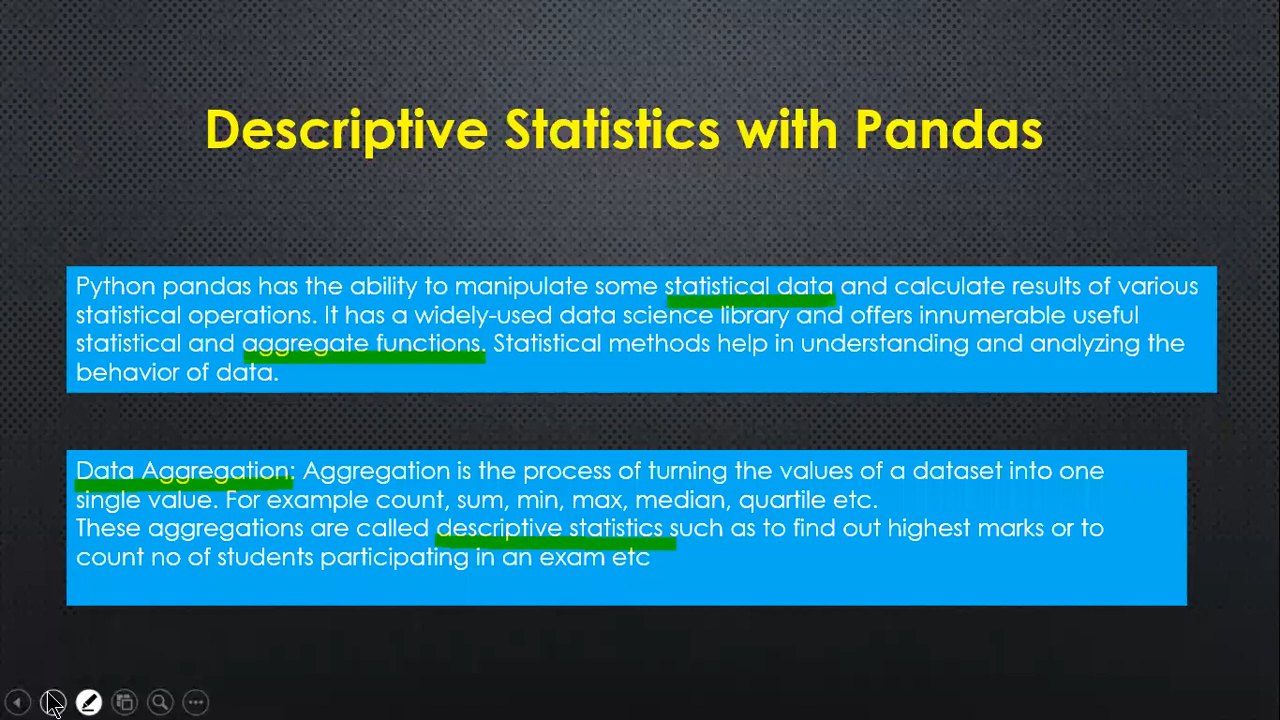 Descriptive Statistics with Pandas
Python pandas has the ability to manipulate some statistical data and calculate results of various
statistical operations. It has a widely-used data science library and offers innumerable useful
statistical and aggregate functions. Statistical methods help in understanding and analyzing the
behavior of data.
Data Aggregation: Aggregation is the process of turning the values of a dataset into one
single value. For example count, sum, min, max, median, quartile etc.
These aggregations are called descriptive statistics such as to find out highest marks or to
count no of students participating in an exam etc